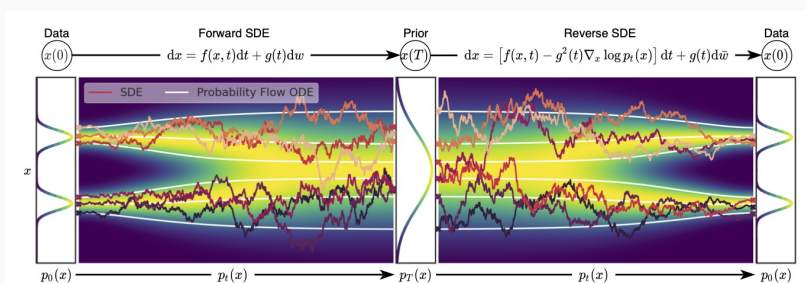 Data Forward SDE Prior Reverse SDE Data
x(0) dx = f(x,t)dt + g(t)dw x(T) dx = [f(x,t) − g²(t)∇ₓ log pₜ(x)] dt + g(t)dw̄ x(0)
SDE Probability Flow ODE
x
p₀(x) pₜ(x) p_T(x) pₜ(x) p₀(x)